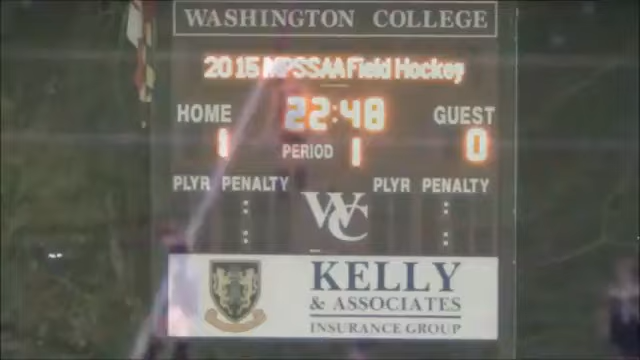 WASHINGTON COLLEGE
2015 MPSSAA Field Hockey
HOME 22:48 GUEST
1 PERIOD 1 0
PLYR PENALTY PLYR PENALTY
WC
KELLY
& ASSOCIATES
INSURANCE GROUP